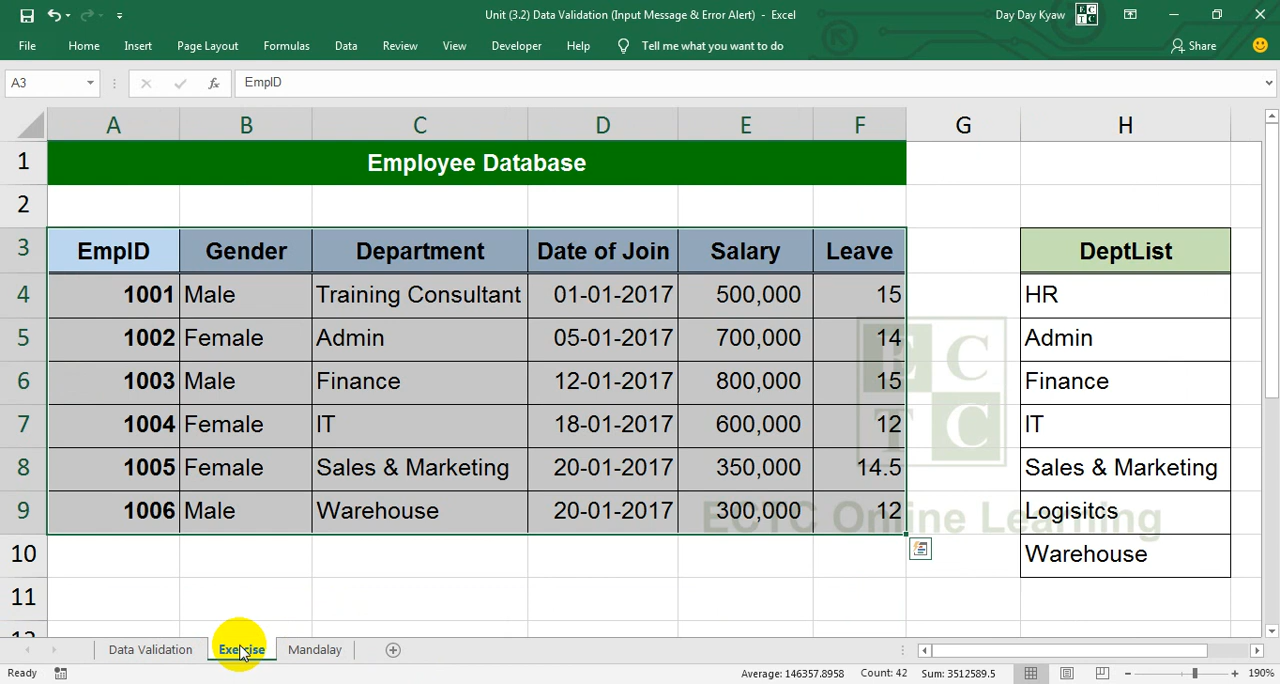 Unit (3.2) Data Validation (Input Message & Error Alert) - Excel
Day Day Kyaw
EC
TC
File Home Insert Page Layout Formulas Data Review View Developer Help Tell me what you want to do Share
A3 fx EmpID
A B C D E F G H
1 Employee Database
2
3 EmpID Gender Department Date of Join Salary Leave DeptList
4 1001 Male Training Consultant 01-01-2017 500,000 15 HR
5 1002 Female Admin 05-01-2017 700,000 14 Admin
6 1003 Male Finance 12-01-2017 800,000 15 Finance
7 1004 Female IT 18-01-2017 600,000 12 IT
8 1005 Female Sales & Marketing 20-01-2017 350,000 14.5 Sales & Marketing
9 1006 Male Warehouse 20-01-2017 300,000 12 Logisitcs
10 Warehouse
11
12
E C
T C
ECTC Online Learning
Data Validation Exercise Mandalay
Ready Average: 146357.8958 Count: 42 Sum: 3512589.5 190%